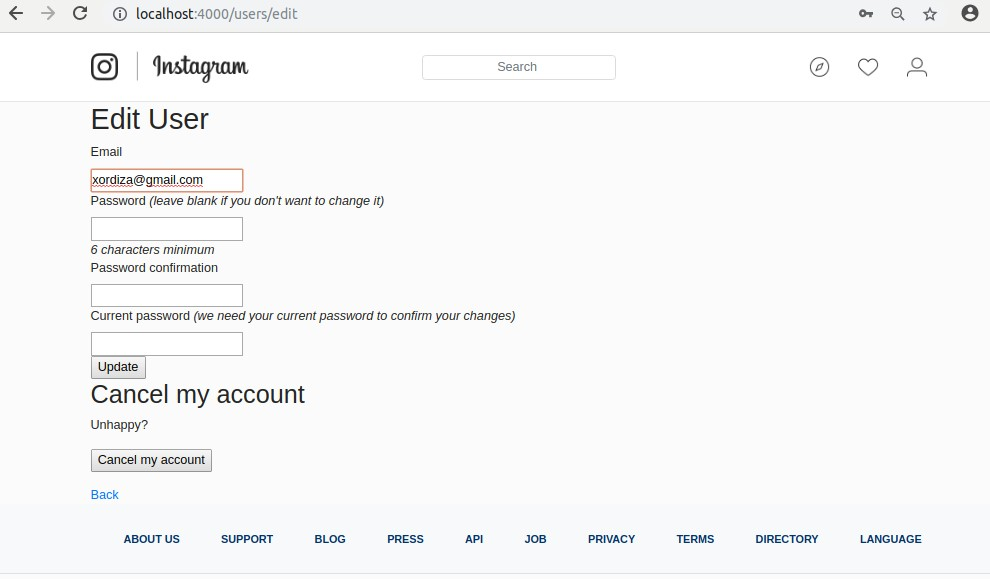 localhost:4000/users/edit
Instagram Search
Edit User
Email
xordiza@gmail.com
Password (leave blank if you don't want to change it)
6 characters minimum
Password confirmation
Current password (we need your current password to confirm your changes)
Update
Cancel my account
Unhappy?
Cancel my account
Back
ABOUT US SUPPORT BLOG PRESS API JOB PRIVACY TERMS DIRECTORY LANGUAGE